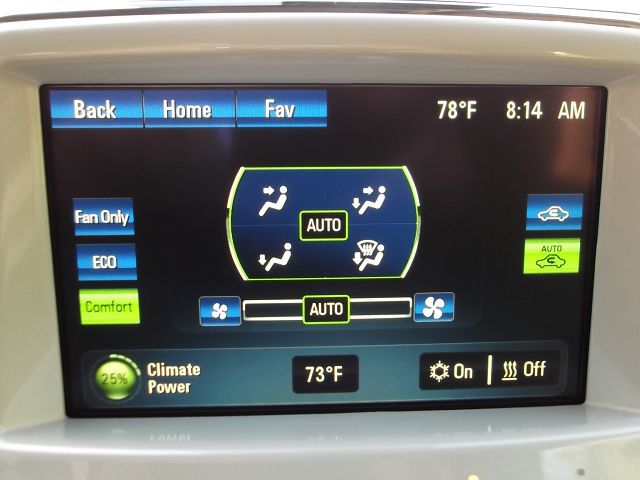 Back Home Fav 78°F 8:14 AM
Fan Only
AUTO
ECO
AUTO
Comfort
AUTO
25% Climate Power
73°F
On Off